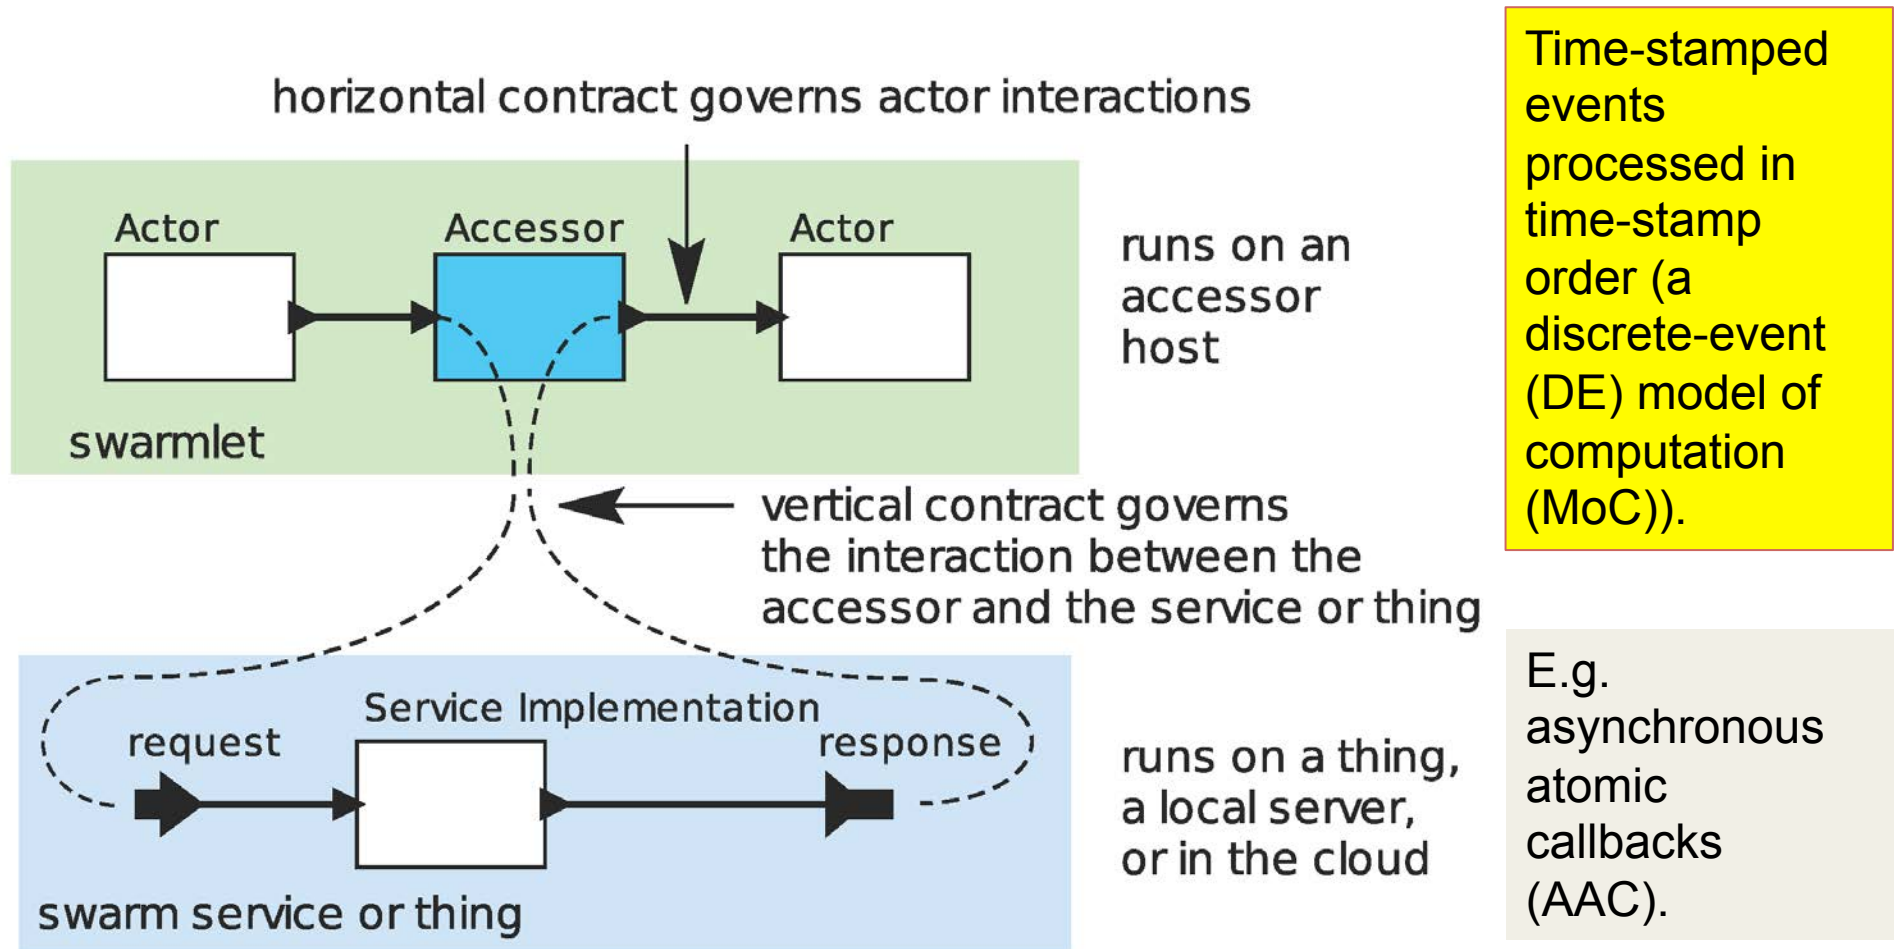 horizontal contract governs actor interactions
Actor
Accessor
Actor
swarmlet
runs on an
accessor
host
vertical contract governs
the interaction between the
accessor and the service or thing
Service Implementation
request
response
swarm service or thing
runs on a thing,
a local server,
or in the cloud
Time-stamped
events
processed in
time-stamp
order (a
discrete-event
(DE) model of
computation
(MoC)).
E.g.
asynchronous
atomic
callbacks
(AAC).